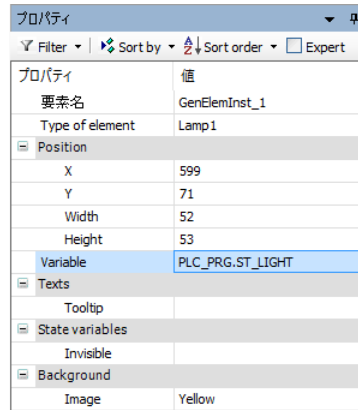 プロパティ
Filter Sort by Sort order Expert
プロパティ 値
要素名 GenElemInst_1
Type of element Lamp1
Position
X 599
Y 71
Width 52
Height 53
Variable PLC_PRG.ST_LIGHT
Texts
Tooltip
State variables
Invisible
Background
Image Yellow